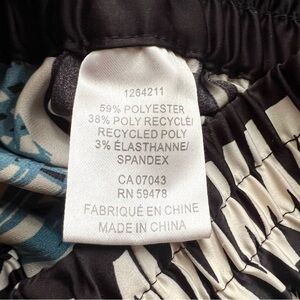 1264211
59% POLYESTER
38% POLY RECYCLÉ/
RECYCLED POLY
3% ÉLASTHANNE/
SPANDEX
CA 07043
RN 59478
FABRIQUÉ EN CHINE
MADE IN CHINA